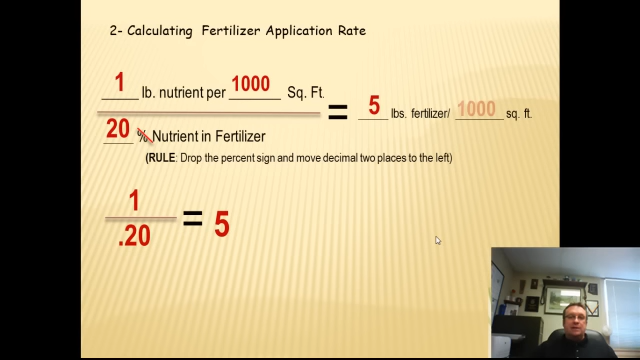 2- Calculating Fertilizer Application Rate
1 lb. nutrient per 1000 Sq. Ft.
20 % Nutrient in Fertilizer
= 5 lbs. fertilizer/ 1000 sq. ft.
(RULE: Drop the percent sign and move decimal two places to the left)
1
.20
= 5